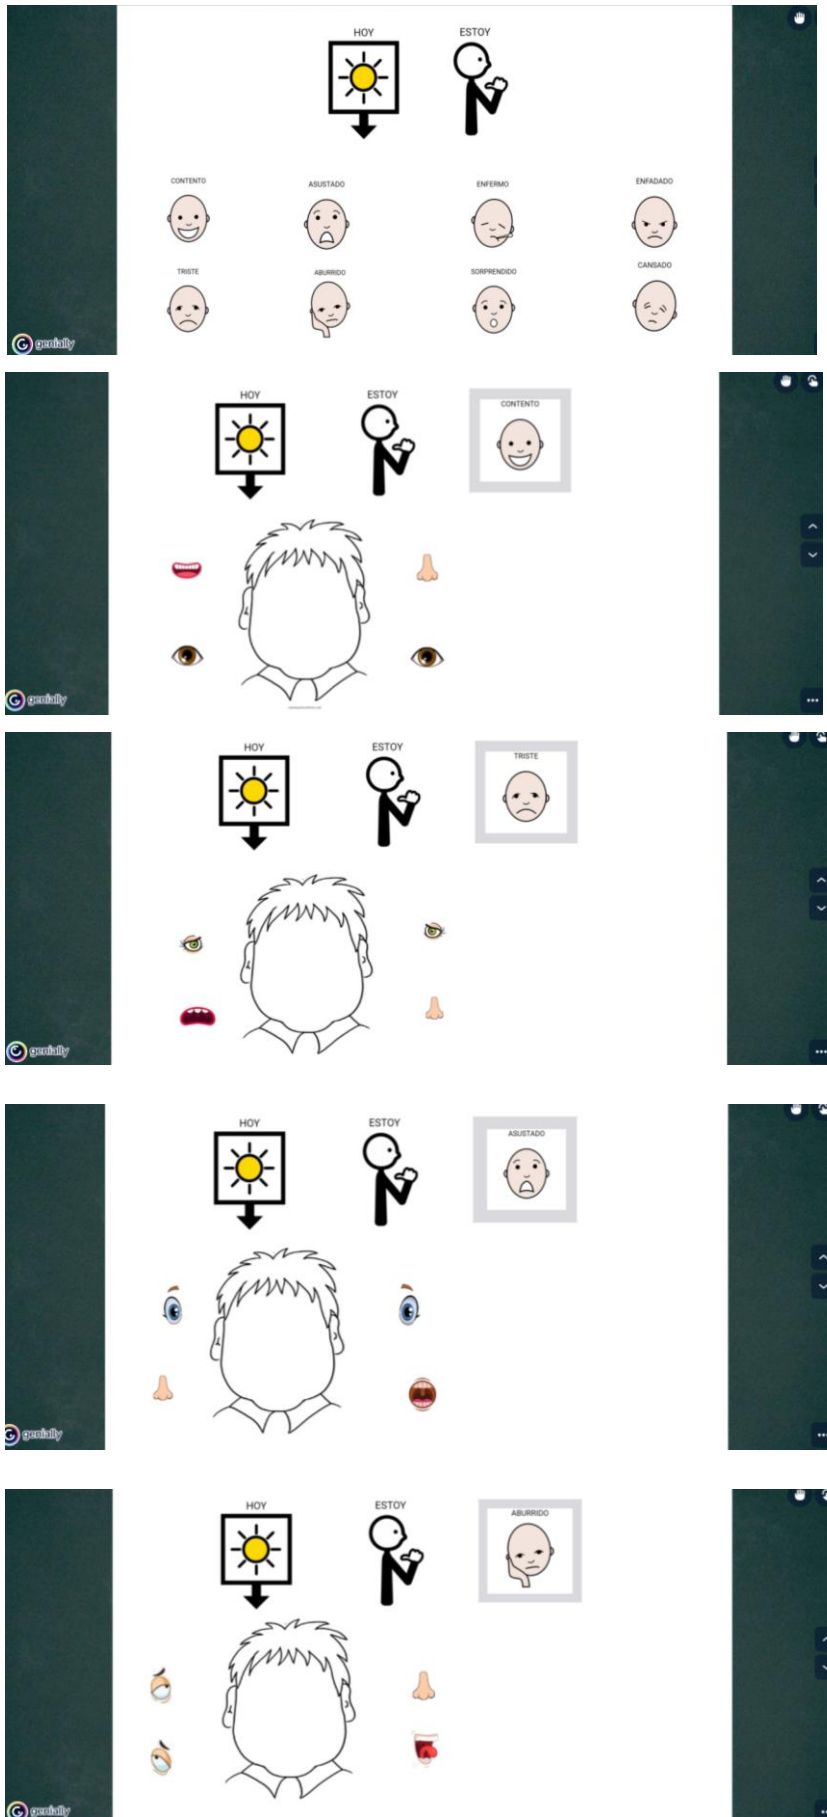 HOY ESTOY
CONTENTO ASUSTADO ENFERMO ENFADADO
TRISTE ABURRIDO SORPRENDIDO CANSADO
genially
HOY ESTOY CONTENTO
genially
HOY ESTOY TRISTE
genially
HOY ESTOY ASUSTADO
genially
HOY ESTOY ABURRIDO
genially